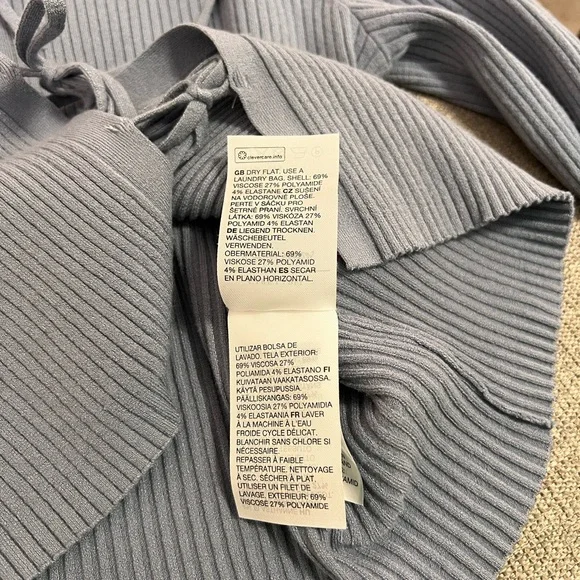 clevercare.info
GB DRY FLAT. USE A
LAUNDRY BAG. SHELL: 69%
VISCOSE 27% POLYAMIDE
4% ELASTANE CZ SUŠENÍ
NA VODOROVNÉ PLOŠE.
PERTE V SÁČKU PRO
ŠETRNÉ PRANÍ. SVRCHNÍ
LÁTKA: 69% VISKÓZA 27%
POLYAMID 4% ELASTAN
DE LIEGEND TROCKNEN.
WÄSCHEBEUTEL
VERWENDEN.
OBERMATERIAL: 69%
VISKOSE 27% POLYAMID
4% ELASTHAN ES SECAR
EN PLANO HORIZONTAL.
UTILIZAR BOLSA DE
LAVADO. TELA EXTERIOR:
69% VISCOSA 27%
POLIAMIDA 4% ELASTANO FI
KUIVATAAN VAAKATASOSSA.
KÄYTÄ PESUPUSSIA.
PÄÄLLISKANGAS: 69%
VISKOOSIA 27% POLYAMIDIA
4% ELASTAANIA FR LAVER
À LA MACHINE À L'EAU
FROIDE CYCLE DÉLICAT.
BLANCHIR SANS CHLORE SI
NÉCESSAIRE.
REPASSER À FAIBLE
TEMPÉRATURE. NETTOYAGE
À SEC. SÉCHER À PLAT.
UTILISER UN FILET DE
LAVAGE. EXTÉRIEUR: 69%
VISCOSE 27% POLYAMIDE